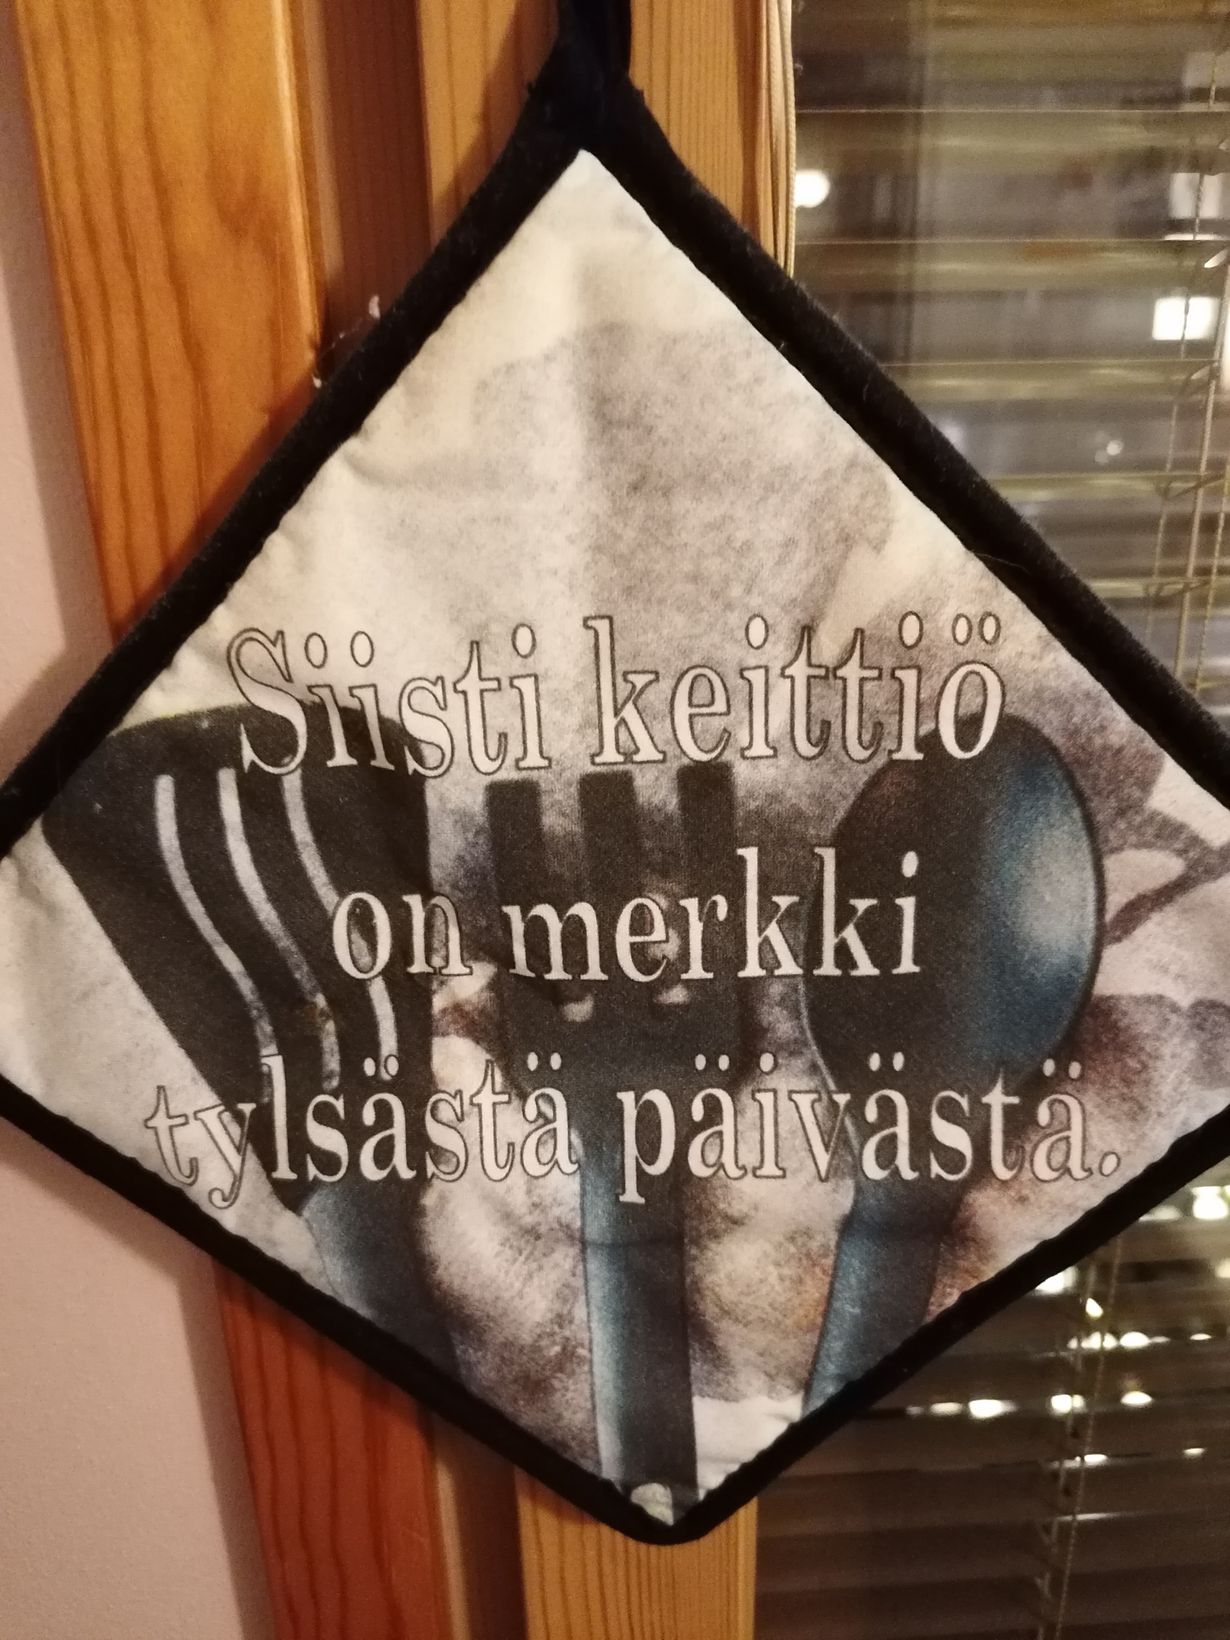 Siisti keittiö
on merkki
tylsästä päivästä.